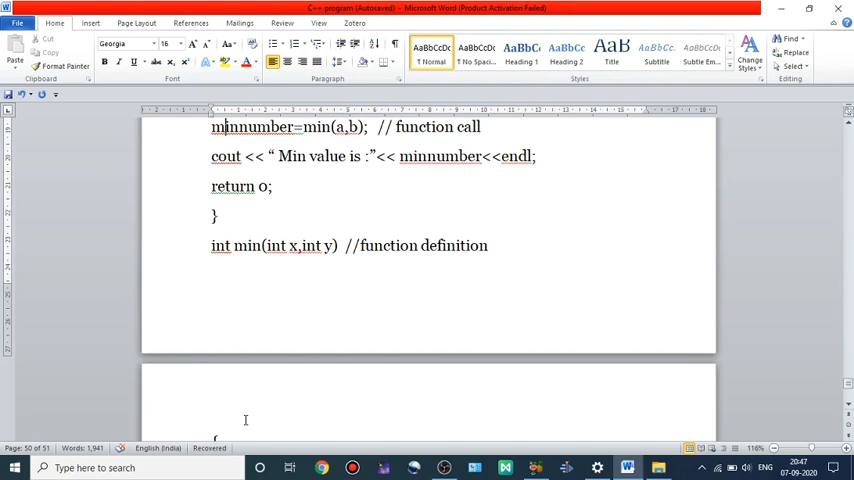 C++ program (Autosaved) - Microsoft Word (Product Activation Failed)
File Home Insert Page Layout References Mailings Review View Zotero
Cut
Copy
Format Painter
Paste
Georgia 16
AaBbCcDc AaBbCcDc AaBbC AaBbCc AaB AaBbCc. AaBbCcD
¶ Normal ¶ No Spaci... Heading 1 Heading 2 Title Subtitle Subtle Em...
Change Styles
Find
Replace
Select
Clipboard Font Paragraph Styles Editing
minnumber=min(a,b); // function call
cout << “ Min value is :”<< minnumber<<endl;
return 0;
}
int min(int x,int y) //function definition
{
Page: 50 of 51 Words: 1,941 English (India) Recovered 116%
Type here to search
ENG
20:47
07-09-2020